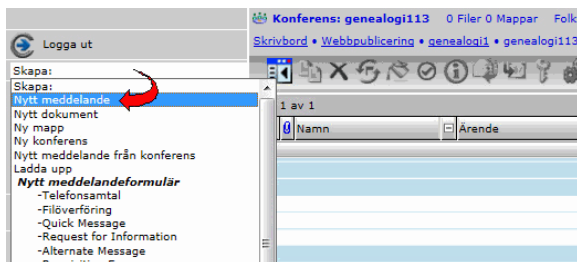 Konferens: genealogi113 0 Filer 0 Mappar
Logga ut
Skrivbord • Webbpublicering • genealogi1 • genealogi113
Skapa:
Skapa:
Nytt meddelande
1 av 1
Nytt dokument
Ny mapp
Namn
Ärende
Ny konferens
Nytt meddelande från konferens
Ladda upp
Nytt meddelandeformulär
-Telefonsamtal
-Filöverföring
-Quick Message
-Request for Information
-Alternate Message